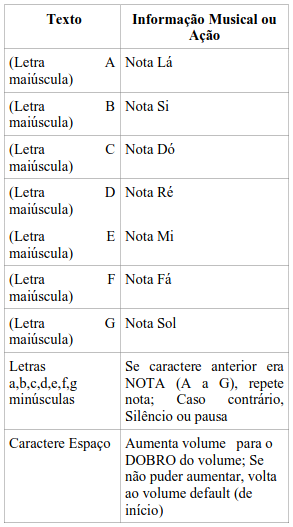 Texto Informação Musical ou
Ação
(Letra A Nota Lá
maiúscula)
(Letra B Nota Si
maiúscula)
(Letra C Nota Dó
maiúscula)
(Letra D Nota Ré
maiúscula)
(Letra E Nota Mi
maiúscula)
(Letra F Nota Fá
maiúscula)
(Letra G Nota Sol
maiúscula)
Letras Se caractere anterior era
a,b,c,d,e,f,g NOTA (A a G), repete
minúsculas nota; Caso contrário,
Silêncio ou pausa
Caractere Espaço Aumenta volume para o
DOBRO do volume; Se
não puder aumentar, volta
ao volume default (de
início)